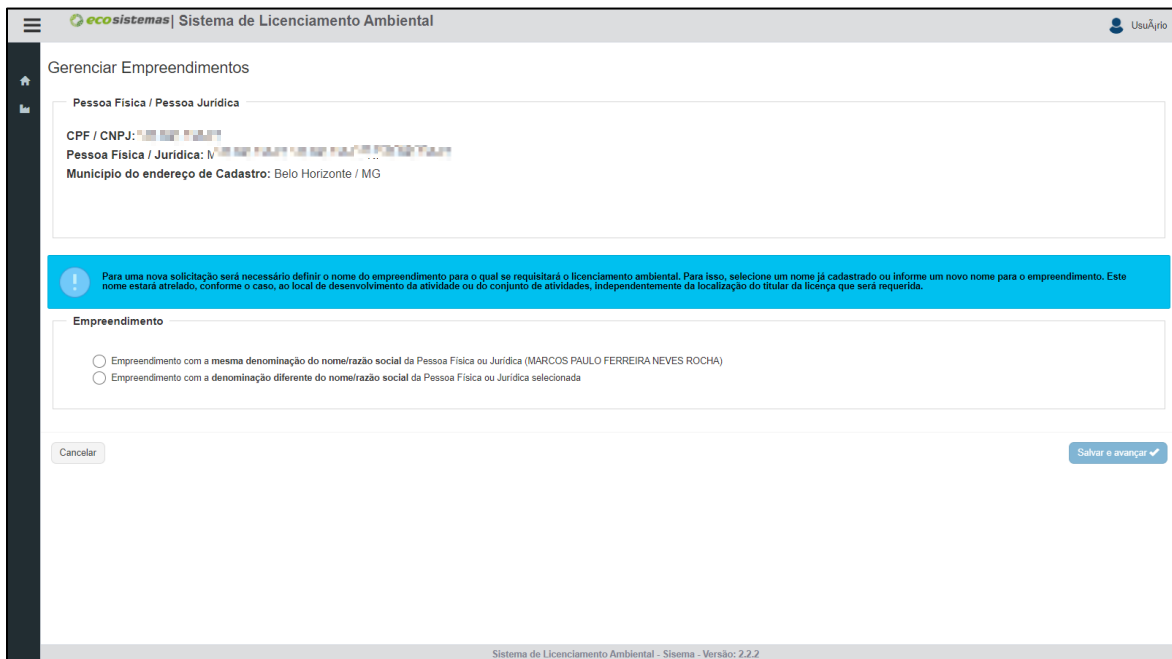 ecosistemas| Sistema de Licenciamento Ambiental
UsuÃ¡rio
Gerenciar Empreendimentos
Pessoa Física / Pessoa Jurídica
CPF / CNPJ:
Pessoa Física / Jurídica: M
Município do endereço de Cadastro: Belo Horizonte / MG
Para uma nova solicitação será necessário definir o nome do empreendimento para o qual se requisitará o licenciamento ambiental. Para isso, selecione um nome já cadastrado ou informe um novo nome para o empreendimento. Este
nome estará atrelado, conforme o caso, ao local de desenvolvimento da atividade ou do conjunto de atividades, independentemente da localização do titular da licença que será requerida.
Empreendimento
Empreendimento com a mesma denominação do nome/razão social da Pessoa Física ou Jurídica (MARCOS PAULO FERREIRA NEVES ROCHA)
Empreendimento com a denominação diferente do nome/razão social da Pessoa Física ou Jurídica selecionada
Cancelar
Salvar e avançar
Sistema de Licenciamento Ambiental - Sisema - Versão: 2.2.2